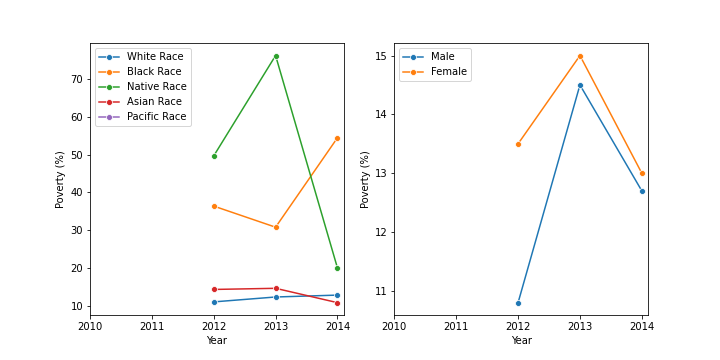 White Race
Black Race
Native Race
Asian Race
Pacific Race
70
60
50
40
30
20
10
Poverty (%)
2010 2011 2012 2013 2014
Year
Male
Female
15
14
13
12
11
Poverty (%)
2010 2011 2012 2013 2014
Year